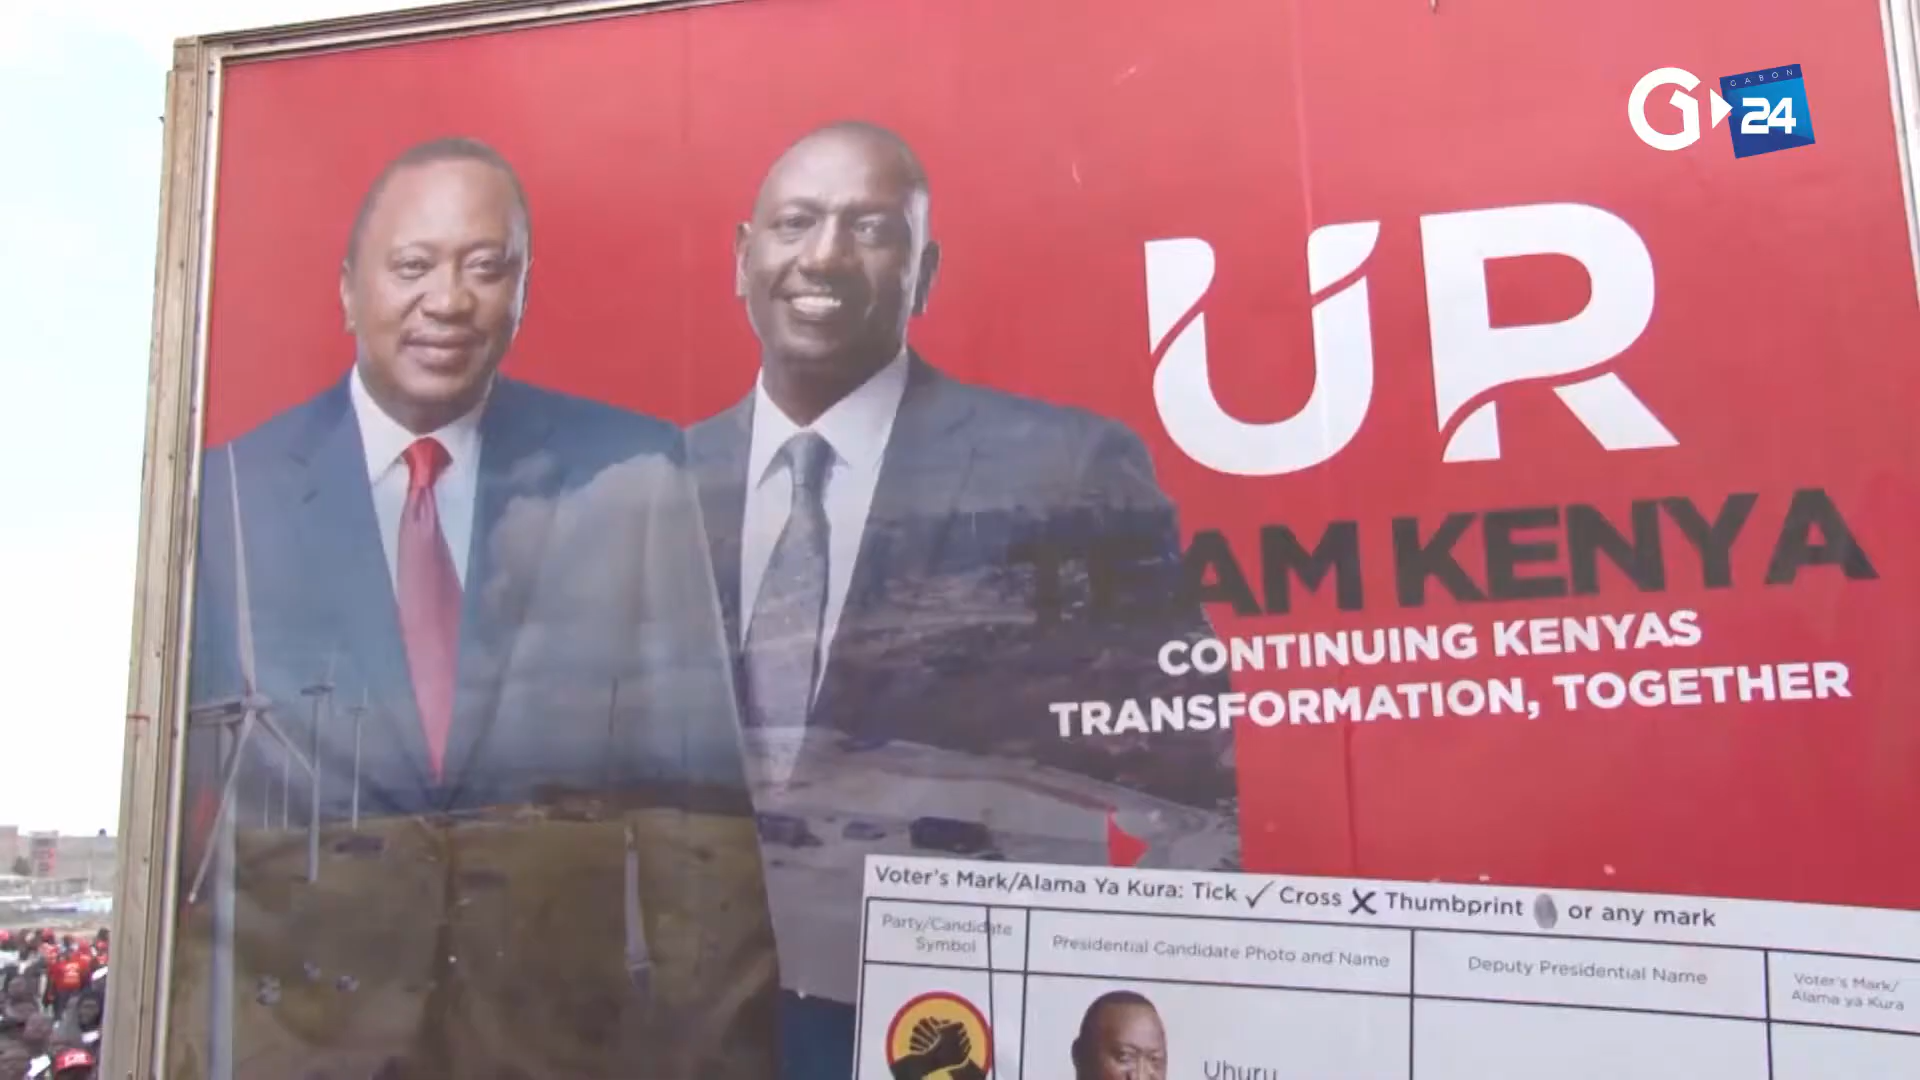 GABON
G 24
UR
TEAM KENYA
CONTINUING KENYAS
TRANSFORMATION, TOGETHER
Voter's Mark/Alama Ya Kura: Tick ✓ Cross X Thumbprint or any mark
Party/Candidate
Symbol
Presidential Candidate Photo and Name
Deputy Presidential Name
Voter's Mark/
Alama ya Kura
Uhuru